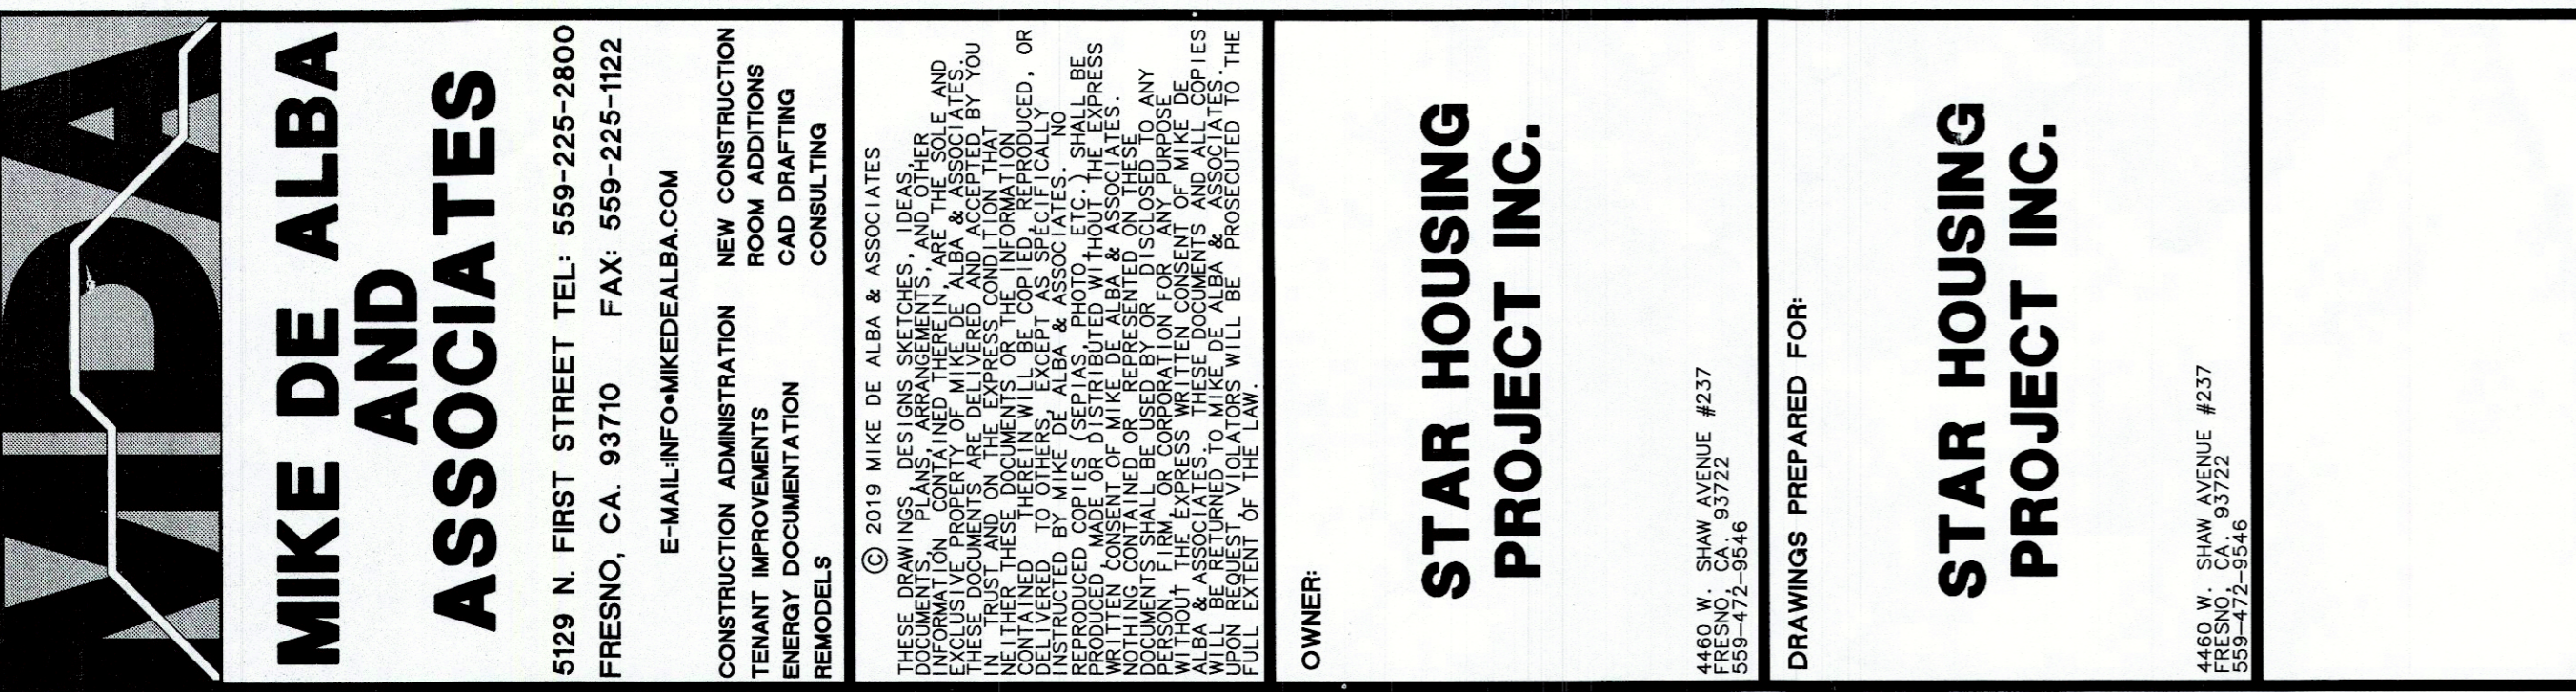 MDA
MIKE DE ALBA
AND
ASSOCIATES
5129 N. FIRST STREET TEL: 559-225-2800
FRESNO, CA. 93710 FAX: 559-225-1122
E-MAIL:INFO•MIKEDEALBA.COM
CONSTRUCTION ADMINISTRATION NEW CONSTRUCTION
TENANT IMPROVEMENTS ROOM ADDITIONS
ENERGY DOCUMENTATION CAD DRAFTING
REMODELS CONSULTING
© 2019 MIKE DE ALBA & ASSOCIATES
THESE DRAWINGS, DESIGNS SKETCHES, IDEAS,
DOCUMENTS, PLANS, ARRANGEMENTS, AND OTHER
INFORMATION CONTAINED THEREIN, ARE THE SOLE AND
EXCLUSIVE PROPERTY OF MIKE DE ALBA & ASSOCIATES.
THESE DOCUMENTS ARE DELIVERED AND ACCEPTED BY YOU
IN TRUST AND ON THE EXPRESS CONDITION THAT
NEITHER THESE DOCUMENTS OR THE INFORMATION
CONTAINED THEREIN WILL BE COPIED, REPRODUCED, OR
DELIVERED TO OTHERS, EXCEPT AS SPECIFICALLY
INSTRUCTED BY MIKE DE ALBA & ASSOCIATES. NO
REPRODUCED COPIES (SEPIAS, PHOTO, ETC.) SHALL BE
PRODUCED, MADE OR DISTRIBUTED WITHOUT THE EXPRESS
WRITTEN CONSENT OF MIKE DE ALBA & ASSOCIATES.
NOTHING CONTAINED OR REPRESENTED ON THESE
DOCUMENTS SHALL BE USED BY OR DISCLOSED TO ANY
PERSON, FIRM, OR CORPORATION FOR ANY PURPOSE
WITHOUT THE EXPRESS WRITTEN CONSENT OF MIKE DE
ALBA & ASSOCIATES. THESE DOCUMENTS AND ALL COPIES
WILL BE RETURNED TO MIKE DE ALBA & ASSOCIATES.
UPON REQUEST, VIOLATORS WILL BE PROSECUTED TO THE
FULL EXTENT OF THE LAW.
OWNER:
STAR HOUSING
PROJECT INC.
4460 W. SHAW AVENUE #237
FRESNO, CA. 93722
559-472-9546
DRAWINGS PREPARED FOR:
STAR HOUSING
PROJECT INC.
4460 W. SHAW AVENUE #237
FRESNO, CA. 93722
559-472-9546